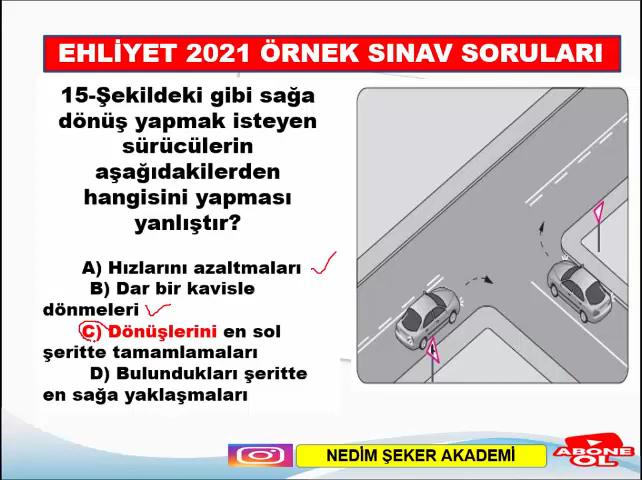 EHLİYET 2021 ÖRNEK SINAV SORULARI
15-Şekildeki gibi sağa
dönüş yapmak isteyen
sürücülerin
aşağıdakilerden
hangisini yapması
yanlıştır?
A) Hızlarını azaltmaları
B) Dar bir kavisle
dönmeleri
C) Dönüşlerini en sol
şeritte tamamlamaları
D) Bulundukları şeritte
en sağa yaklaşmaları
NEDİM ŞEKER AKADEMİ
ABONE
OL